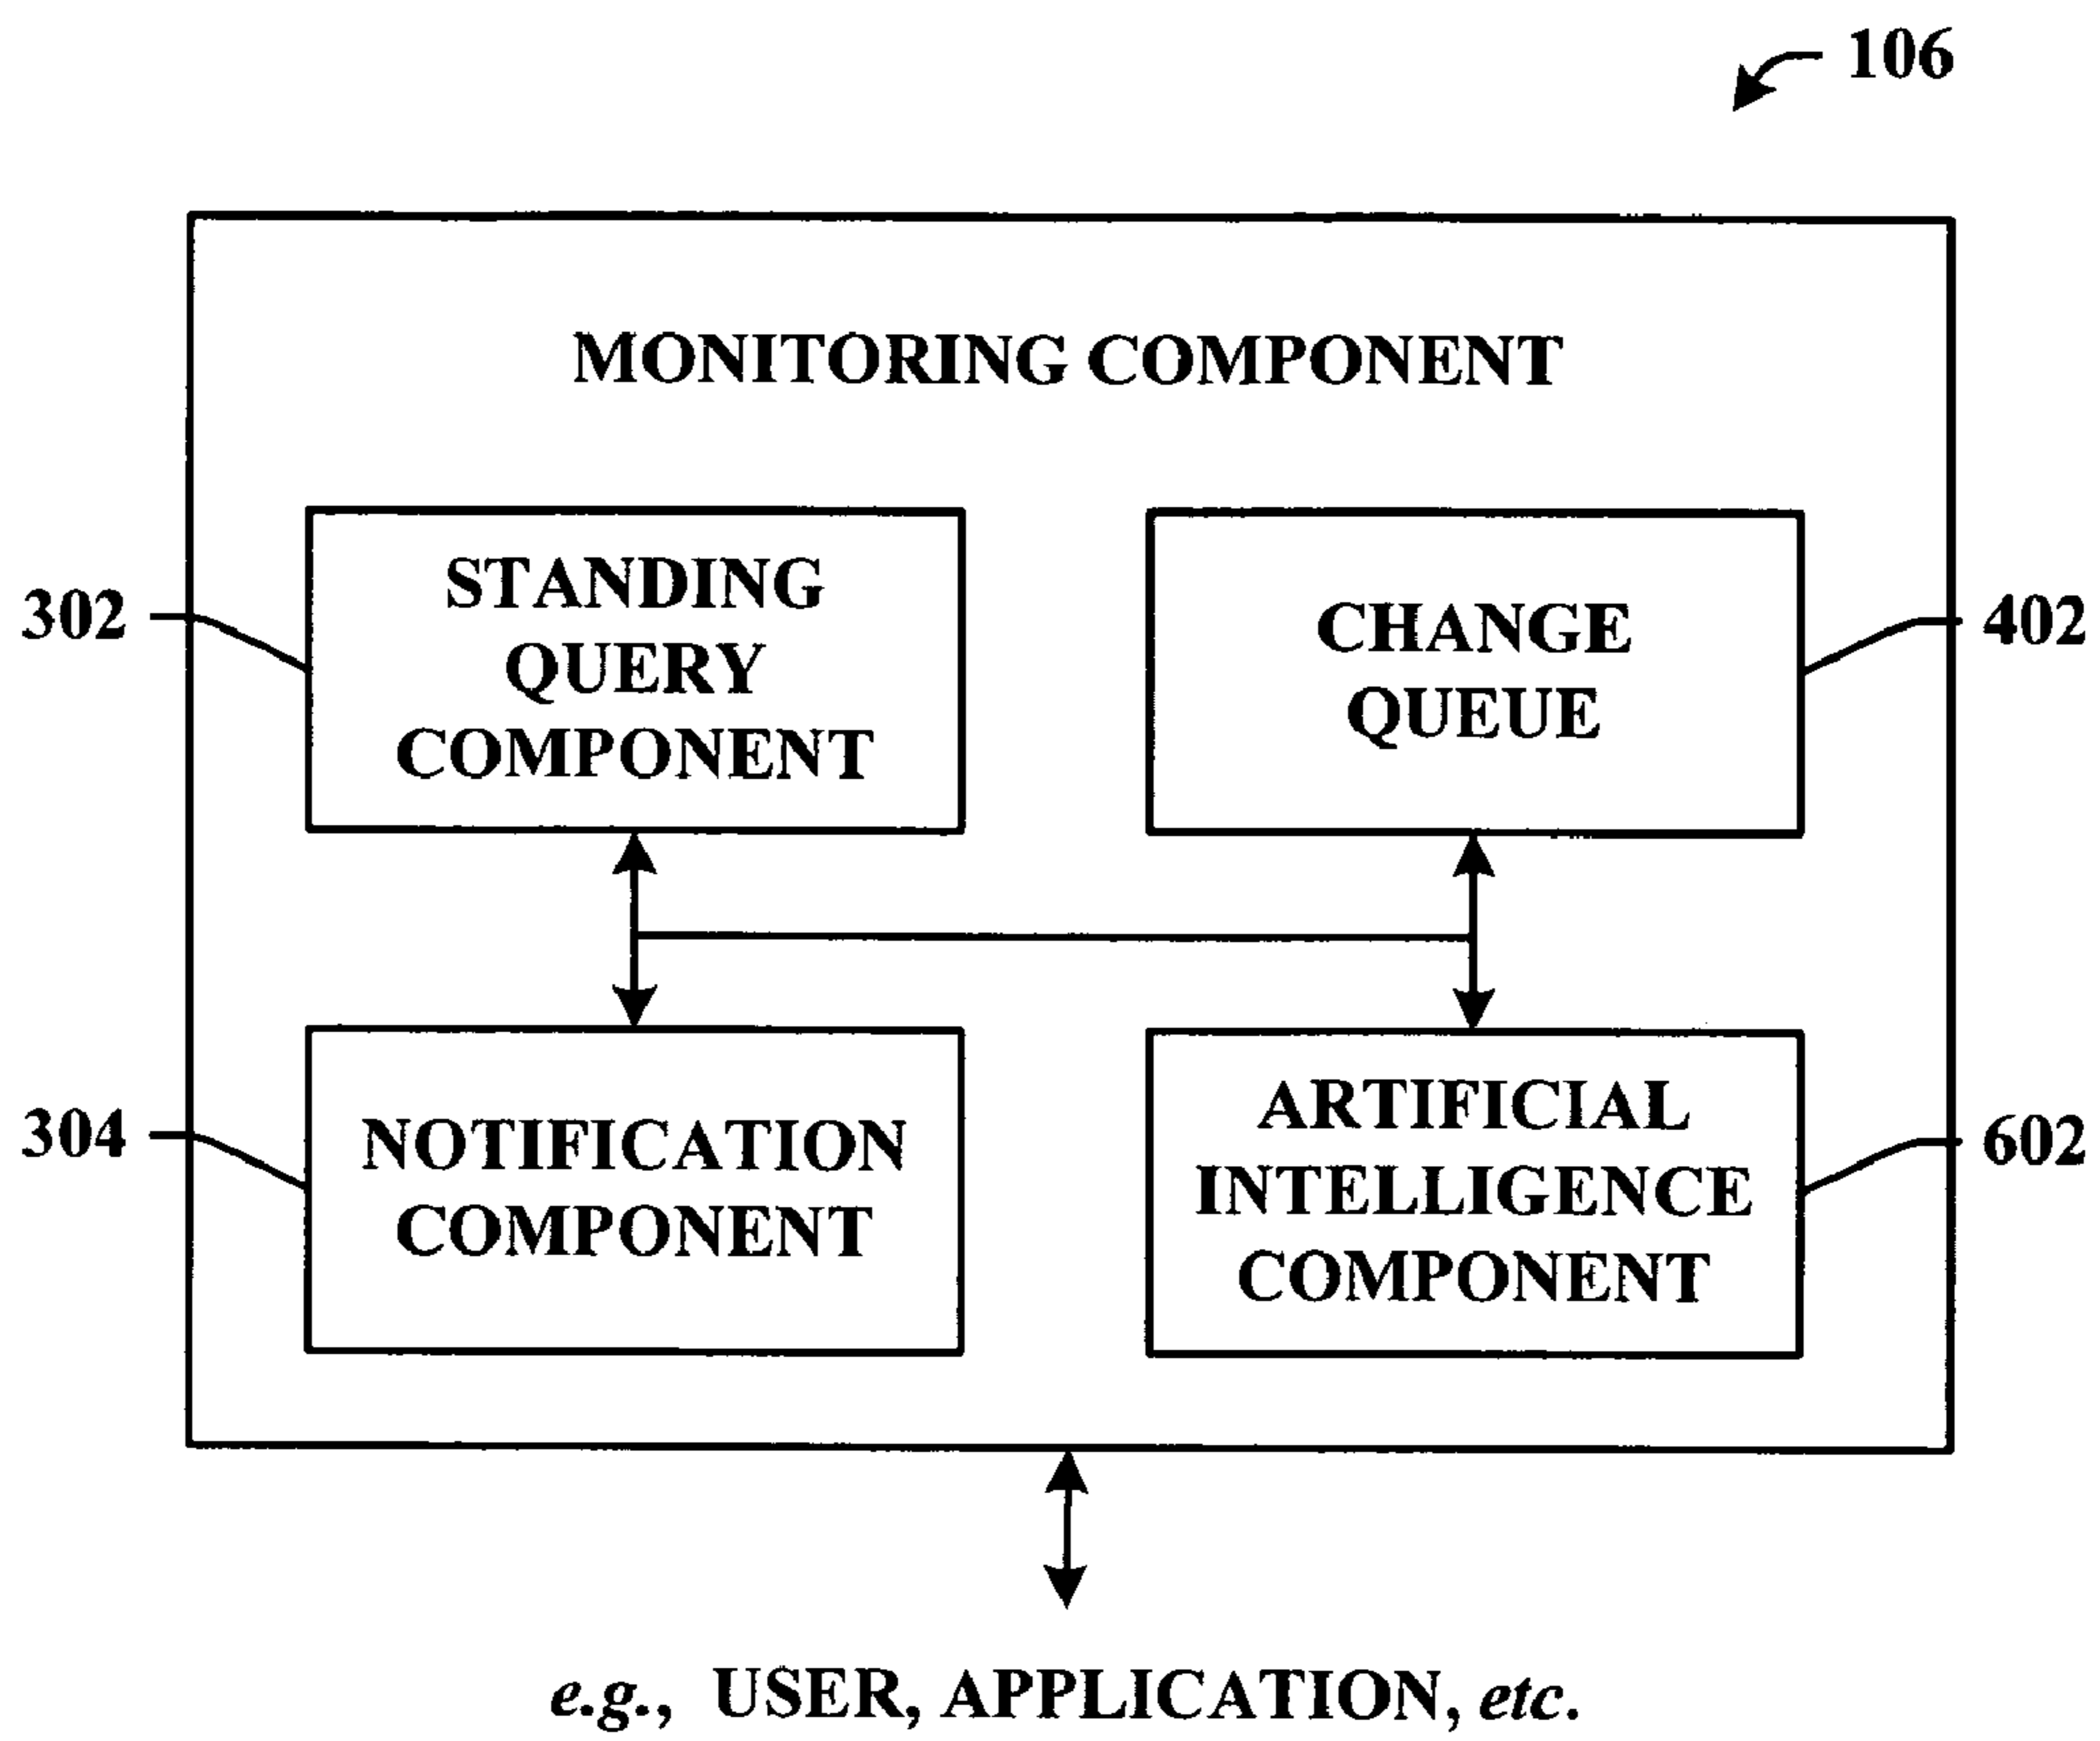 106
MONITORING COMPONENT
302
STANDING
QUERY
COMPONENT
CHANGE
QUEUE
402
304
NOTIFICATION
COMPONENT
ARTIFICIAL
INTELLIGENCE
COMPONENT
602
e.g., USER, APPLICATION, etc.